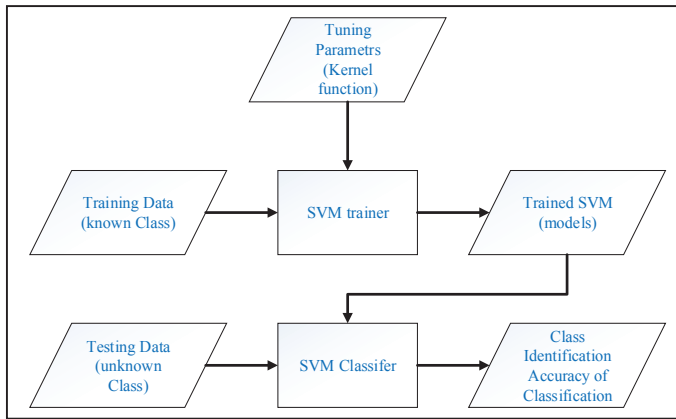 Tuning
Parametrs
(Kernel
function)
Training Data
(known Class)
SVM trainer
Trained SVM
(models)
Testing Data
(unknown
Class)
SVM Classifer
Class
Identification
Accuracy of
Classification